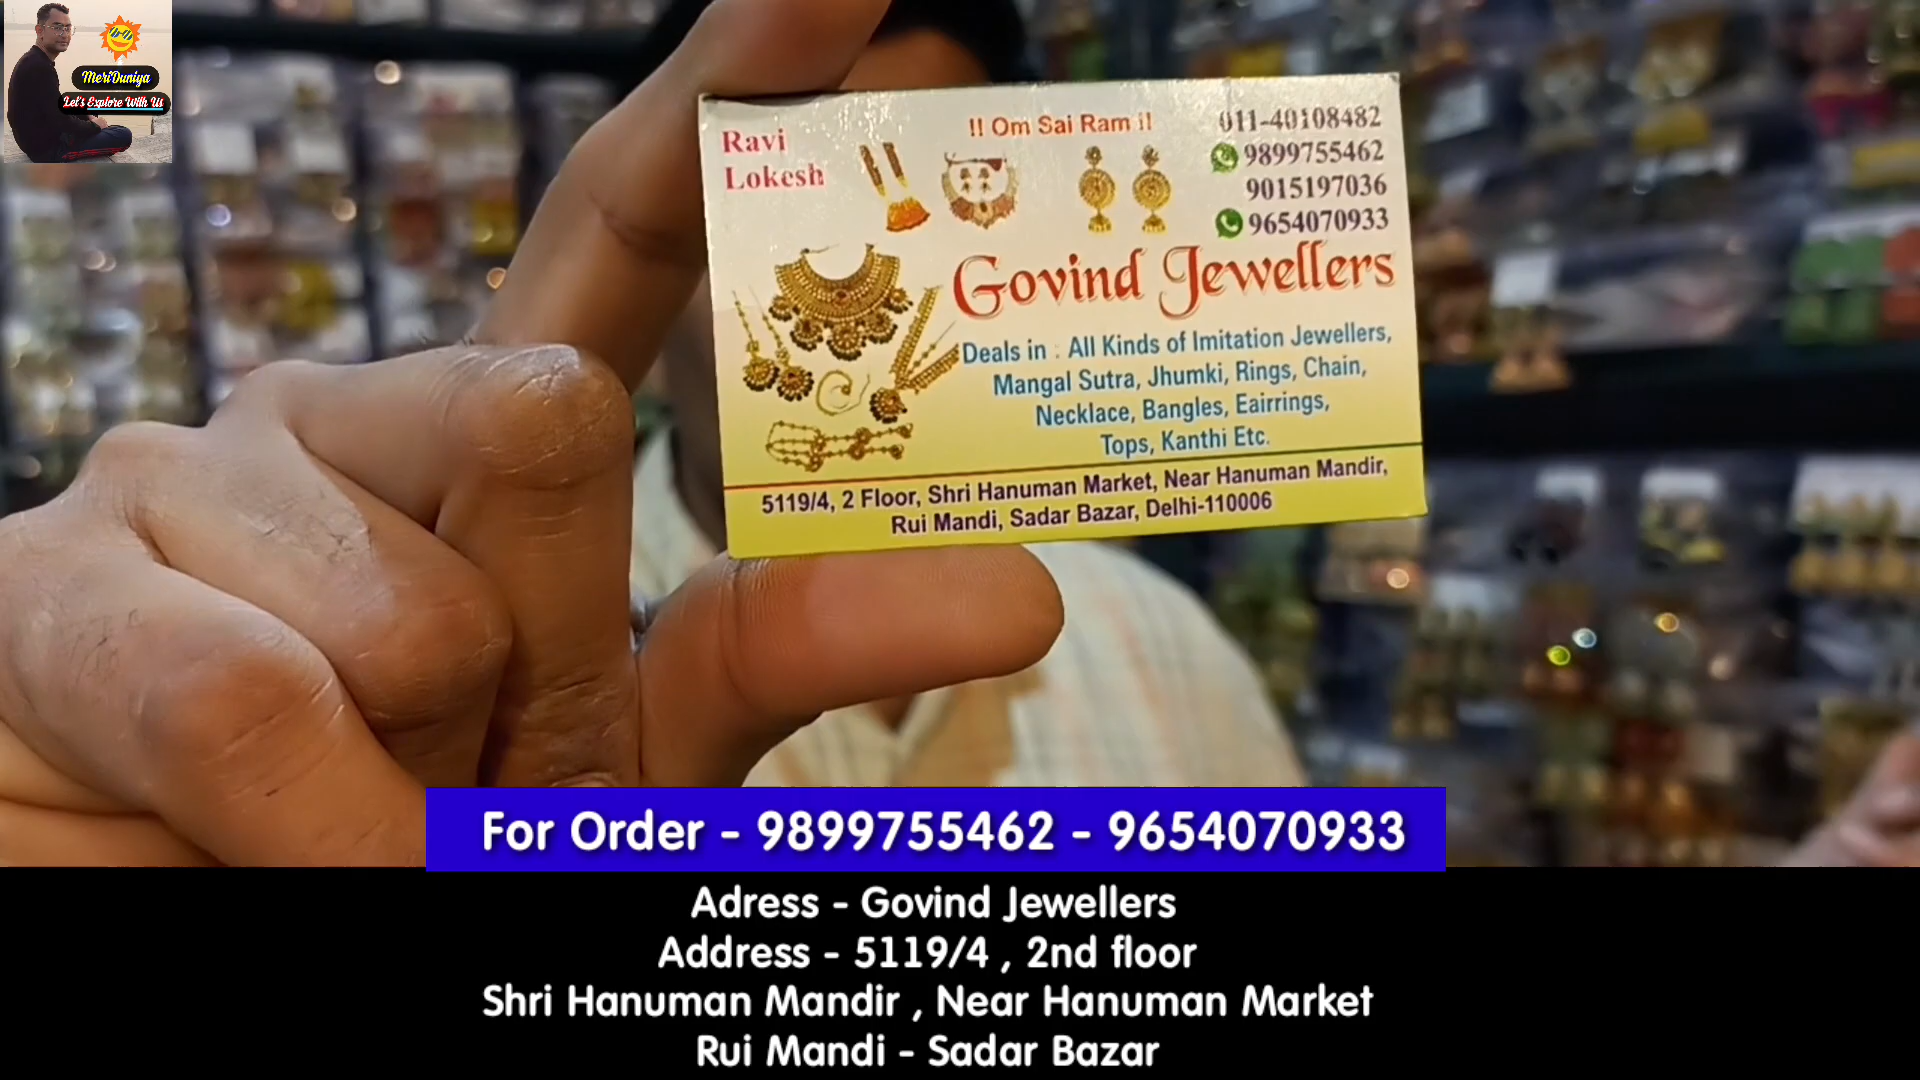 MeriDuniya
Let's Explore With Us
Ravi
Lokesh
!! Om Sai Ram !!
011-40108482
9899755462
9015197036
9654070933
Govind Jewellers
Deals in : All Kinds of Imitation Jewellers,
Mangal Sutra, Jhumki, Rings, Chain,
Necklace, Bangles, Eairrings,
Tops, Kanthi Etc.
5119/4, 2 Floor, Shri Hanuman Market, Near Hanuman Mandir,
Rui Mandi, Sadar Bazar, Delhi-110006
For Order - 9899755462 - 9654070933
Adress - Govind Jewellers
Address - 5119/4 , 2nd floor
Shri Hanuman Mandir , Near Hanuman Market
Rui Mandi - Sadar Bazar